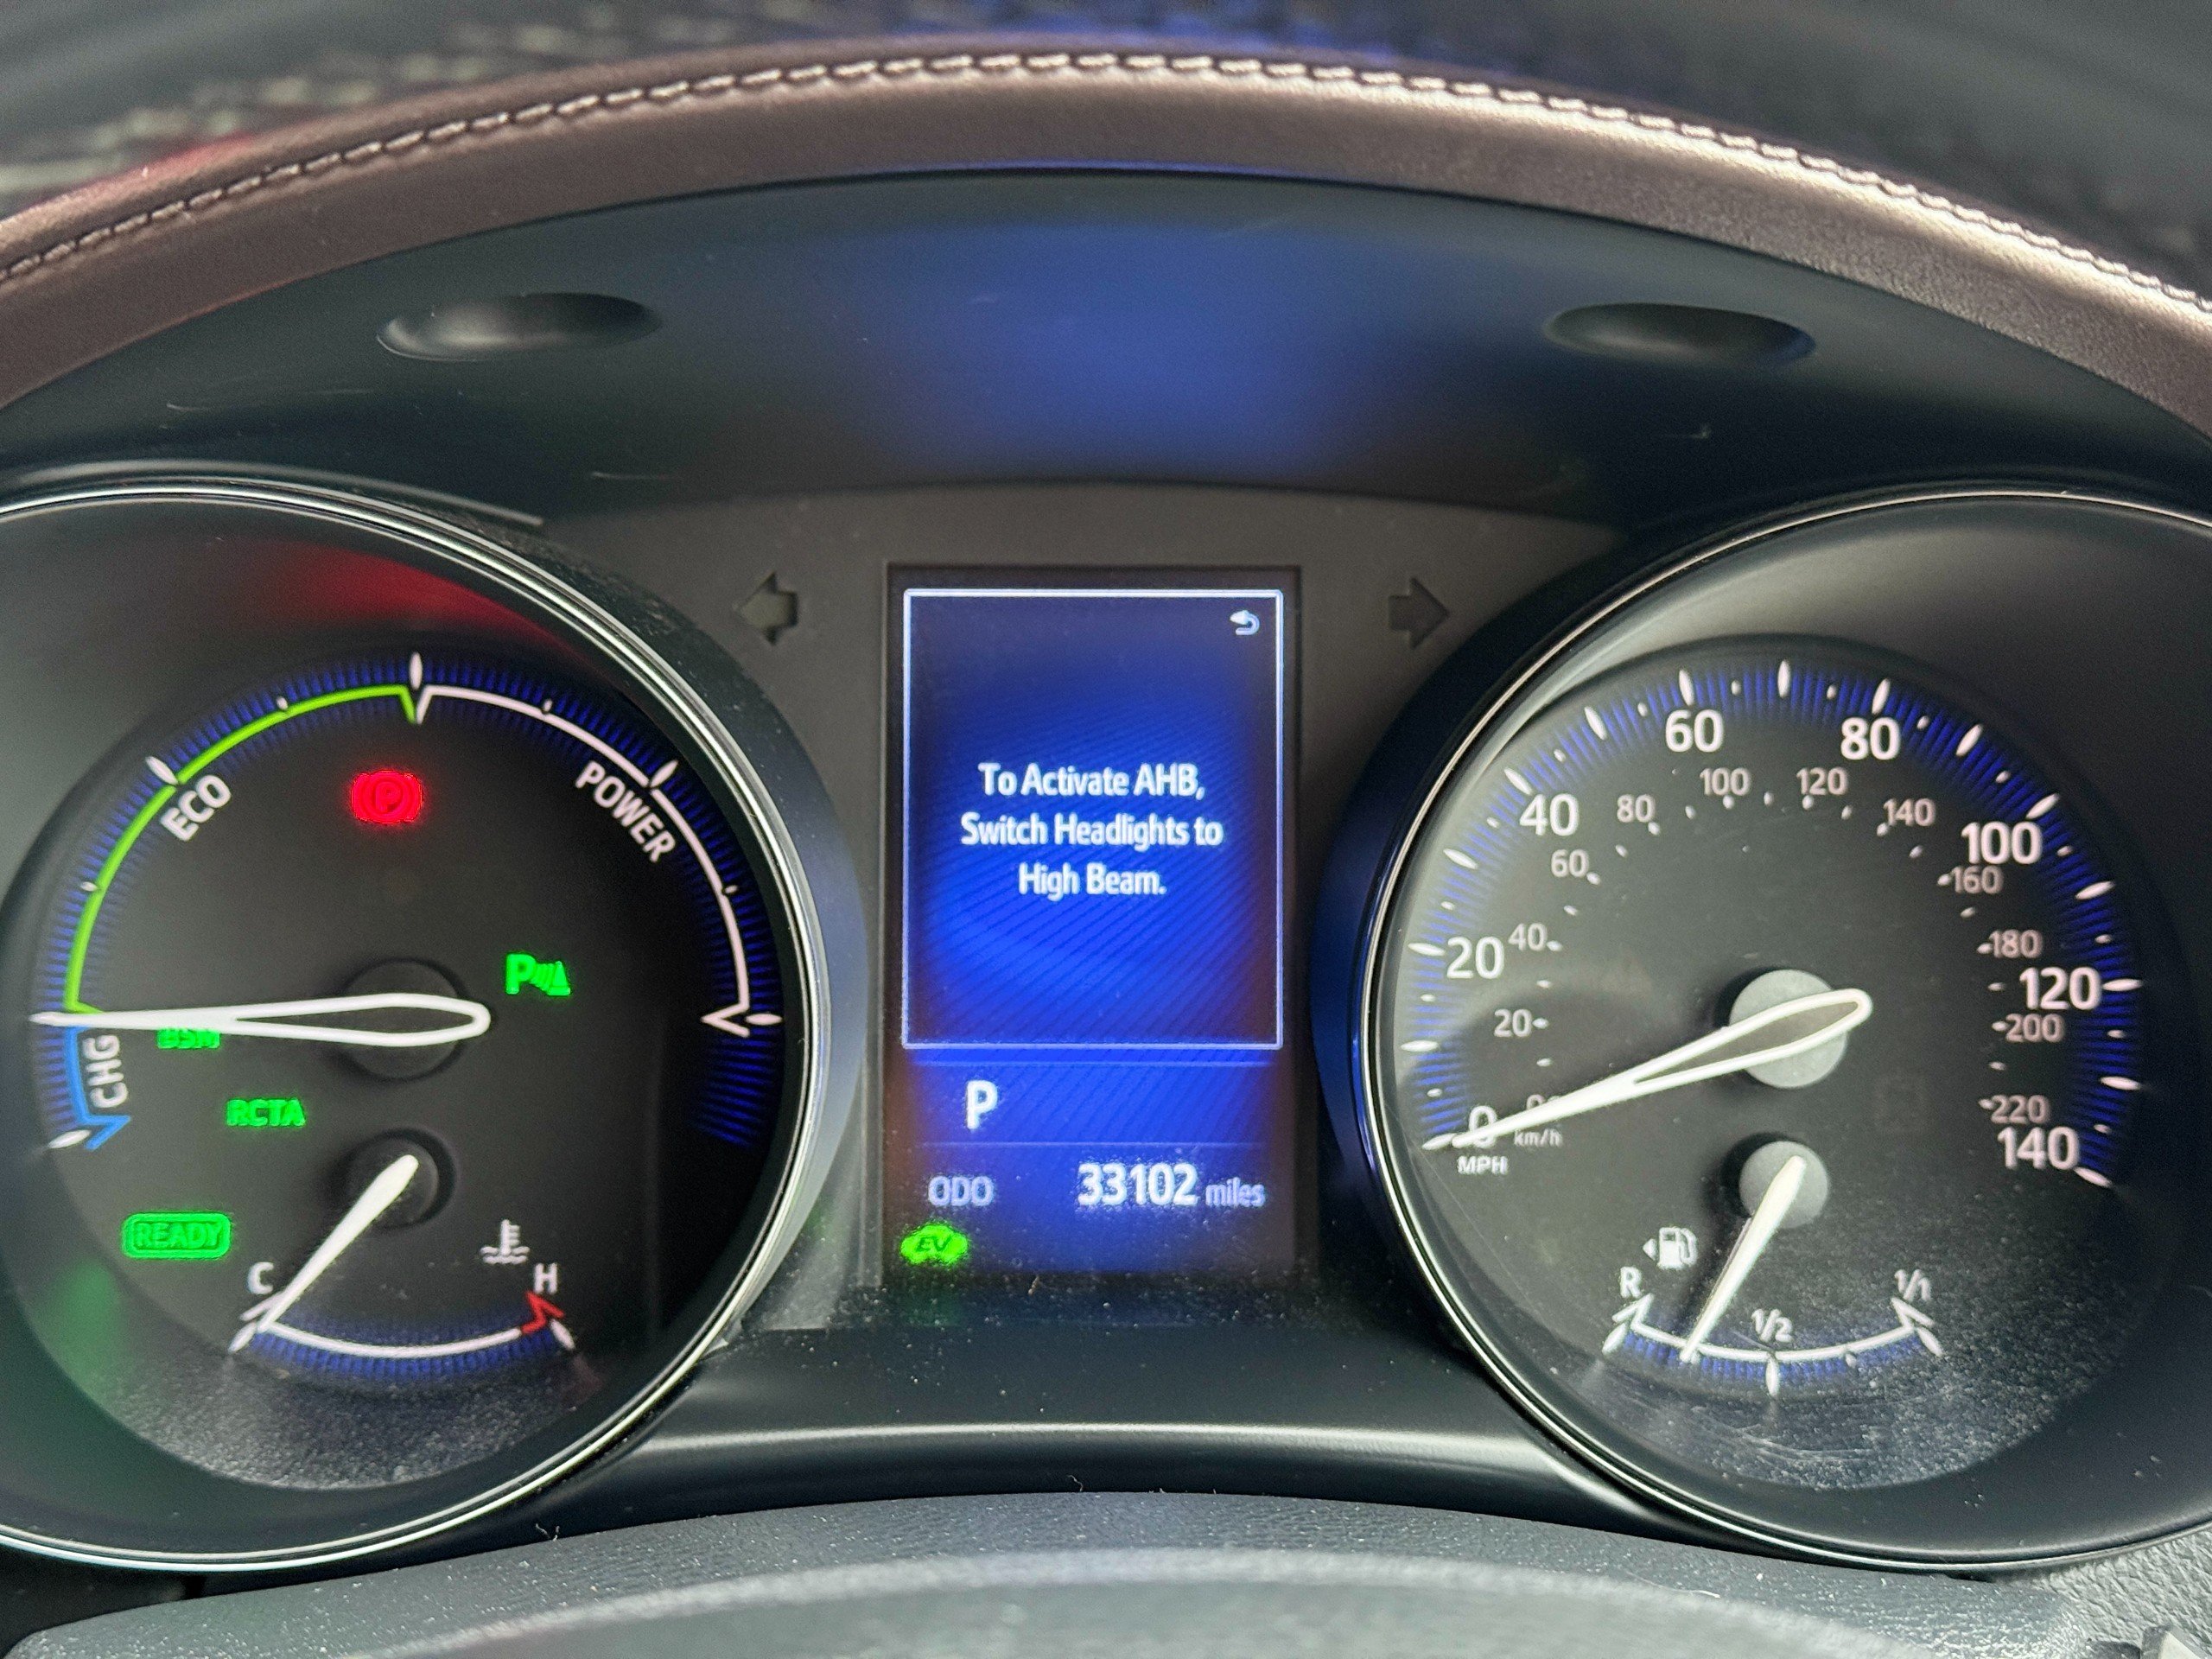 ECO
POWER
CHG
P
P
BSM
RCTA
READY
C
H
To Activate AHB,
Switch Headlights to
High Beam.
P
ODO 33102 miles
EV
0
20
40
60
80
100
120
140
MPH
20
40
60
80
100
120
140
160
180
200
220
km/h
R
1/2
1/1